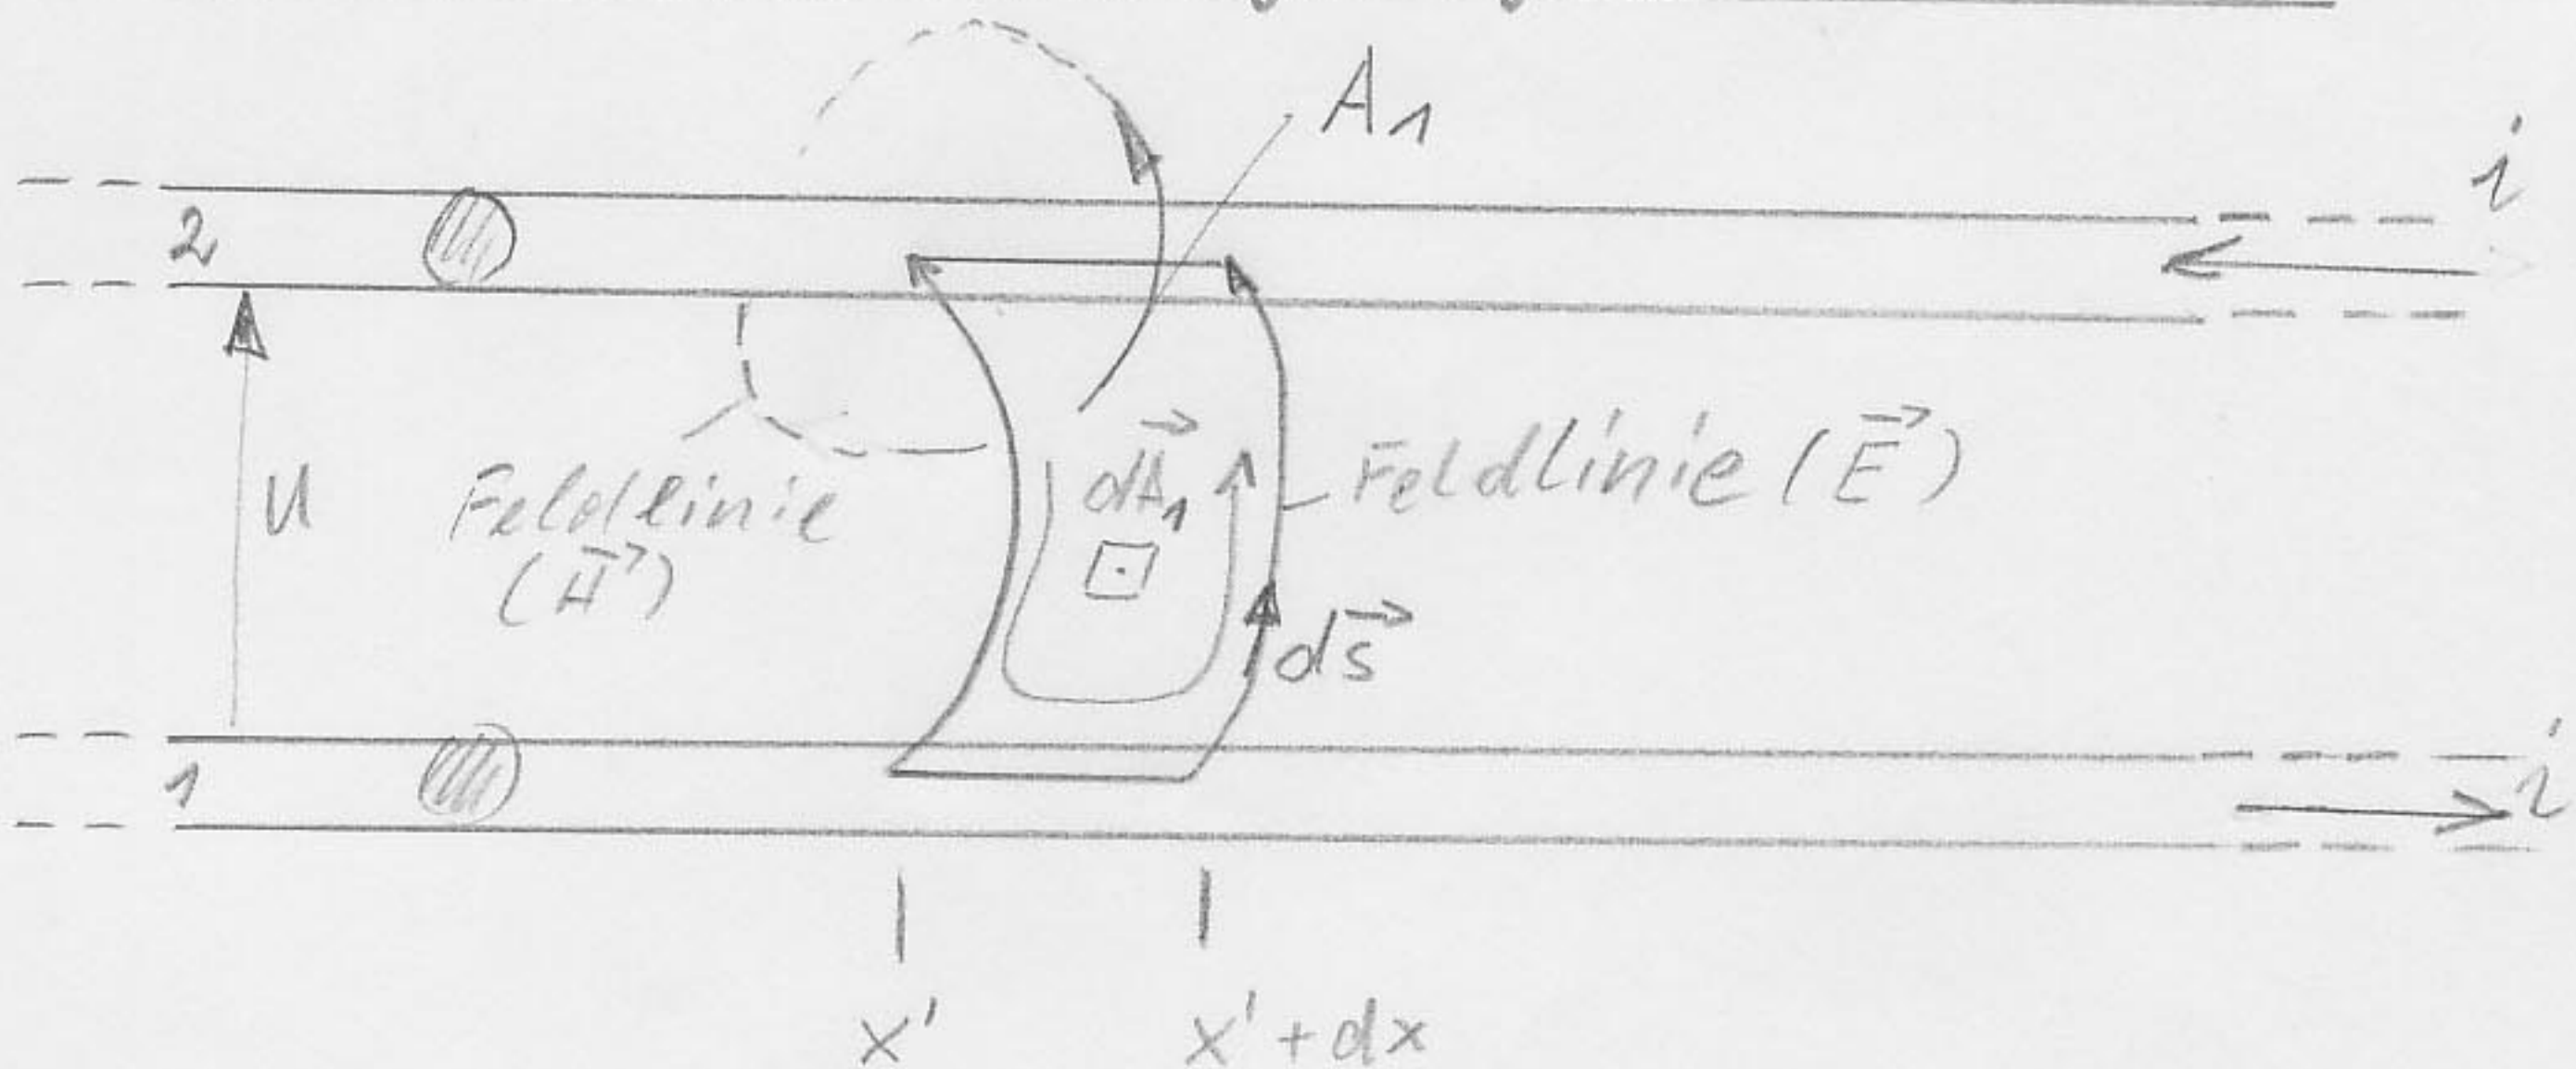 A₁
i
2
Feldlinie (E⃗)
dA⃗₁
U
Feldlinie
(H⃗)
ds⃗
1
i
x'
x' + dx